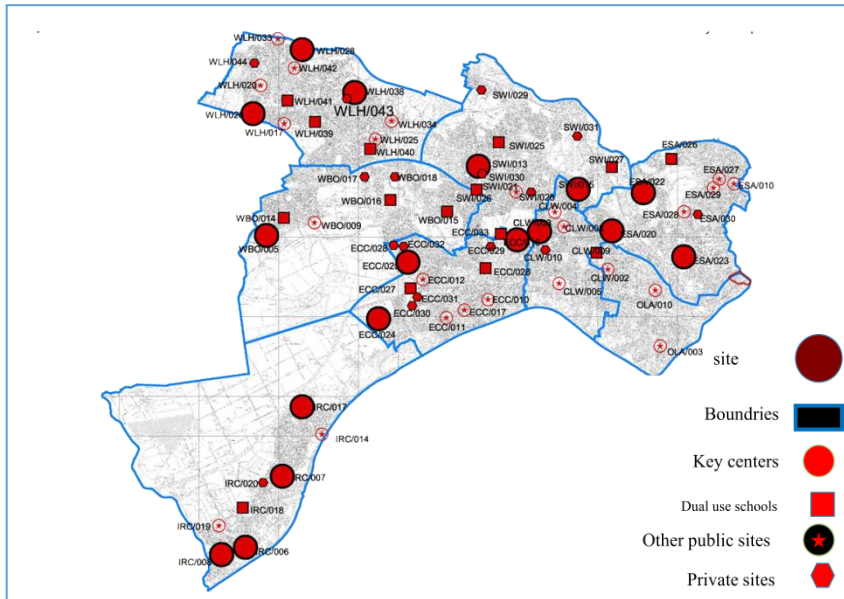 WLH/033
WLH/028
WLH/044
WLH/042
WLH/020
WLH/038
WLH/041
WLH/043
WLH/017
WLH/039
WLH/034
WLH/025
WLH/040
SWI/029
SWI/031
SWI/025
SWI/027
SWI/013
SWI/030
SWI/021
SWI/026
SWI/028
SWI/015
ESA/026
ESA/022
ESA/027
ESA/010
ESA/029
ESA/028
ESA/030
ESA/020
ESA/023
WBO/017
WBO/018
WBO/016
WBO/015
WBO/014
WBO/009
WBO/005
CLW/004
CLW/009
CLW/010
CLW/002
CLW/005
ECC/033
ECC/028
ECC/032
ECC/029
ECC/012
ECC/027
ECC/031
ECC/010
ECC/030
ECC/017
ECC/011
ECC/024
OLA/010
OLA/003
IRC/017
IRC/014
IRC/020
IRC/007
IRC/018
IRC/019
IRC/006
site
Boundries
Key centers
Dual use schools
Other public sites
Private sites